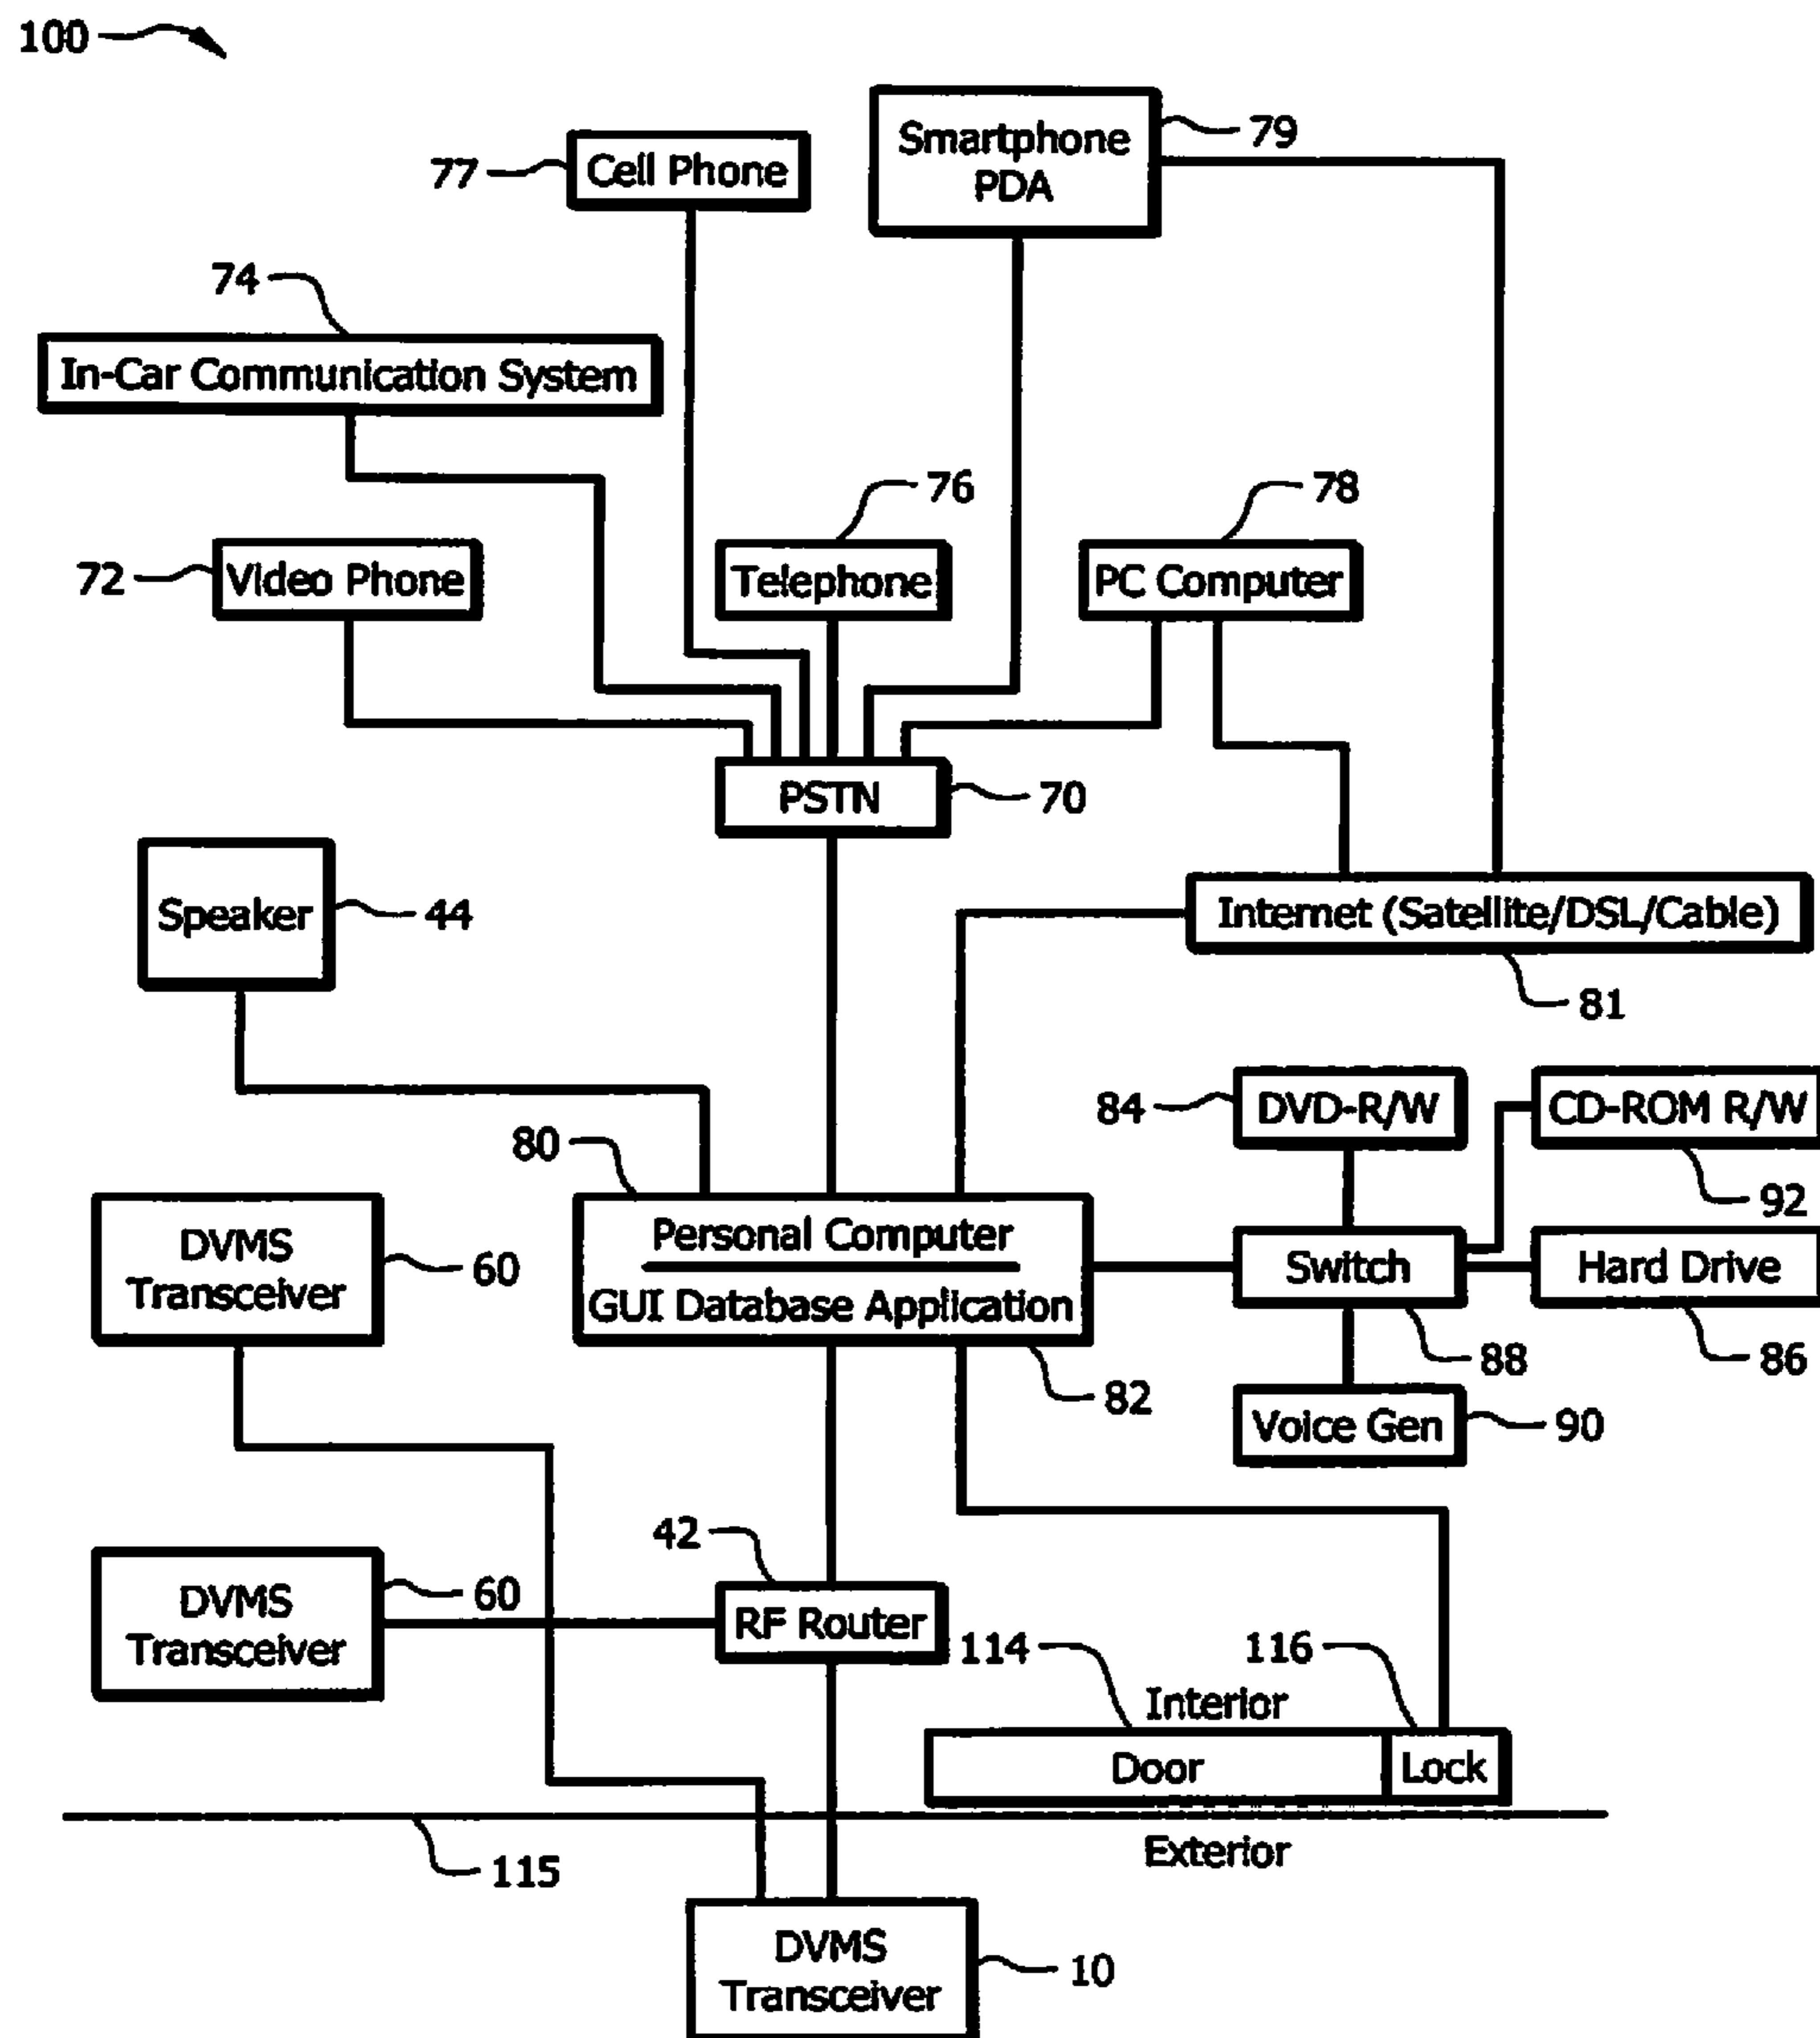 100
79
Smartphone
PDA
77
Cell Phone
74
In-Car Communication System
76
78
72
Video Phone
Telephone
PC Computer
PSTN
70
Speaker
44
Internet (Satellite/DSL/Cable)
81
84
DVD-R/W
CD-ROM R/W
92
80
DVMS
Transceiver
60
Personal Computer
GUI Database Application
82
Switch
88
Hard Drive
86
Voice Gen
90
42
DVMS
Transceiver
60
RF Router
114
116
Interior
Door
Lock
115
Exterior
DVMS
Transceiver
10